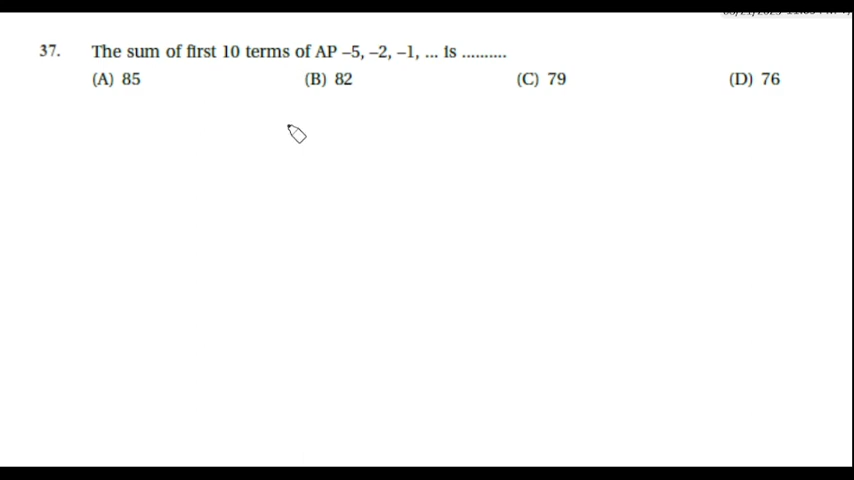 37. The sum of first 10 terms of AP –5, –2, –1, ... is ..........
(A) 85 (B) 82 (C) 79 (D) 76